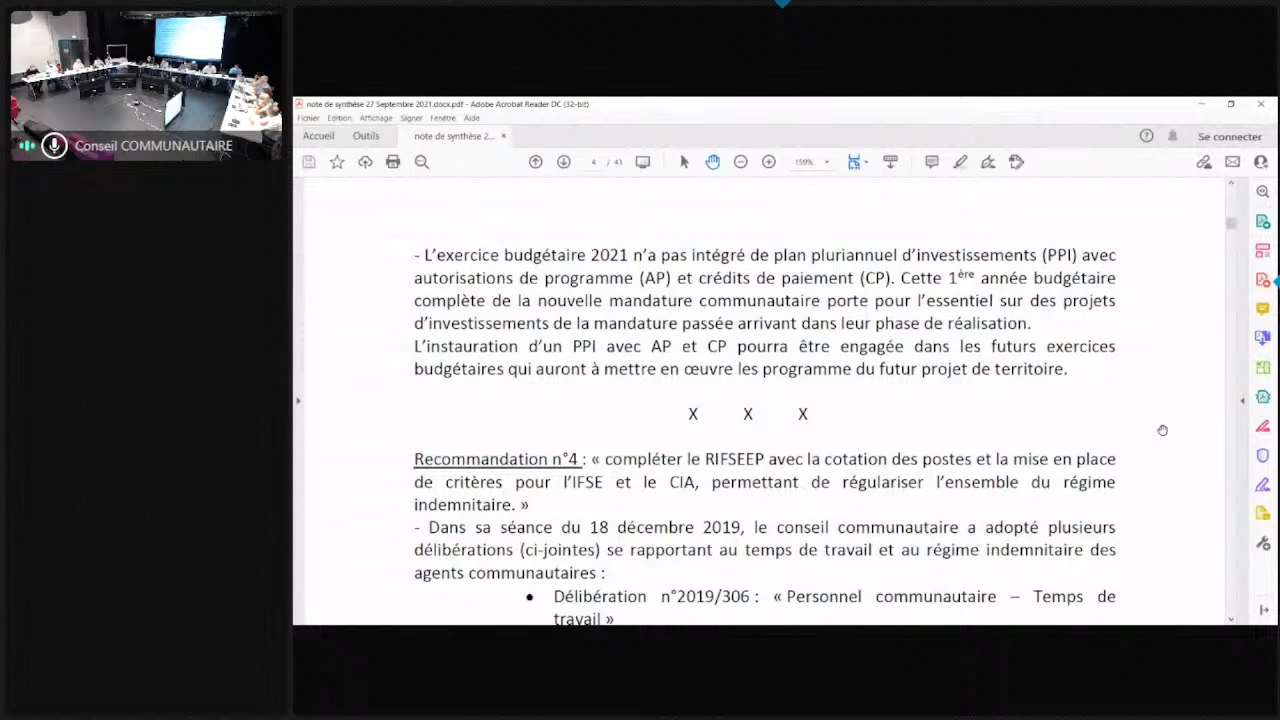 Conseil COMMUNAUTAIRE
note de synthèse 27 Septembre 2021.docx.pdf - Adobe Acrobat Reader DC (32-bit)
Fichier Edition Affichage Signer Fenêtre Aide
Accueil Outils note de synthèse 2... × Se connecter
4 / 43 159%
- L'exercice budgétaire 2021 n'a pas intégré de plan pluriannuel d'investissements (PPI) avec
autorisations de programme (AP) et crédits de paiement (CP). Cette 1ère année budgétaire
complète de la nouvelle mandature communautaire porte pour l'essentiel sur des projets
d'investissements de la mandature passée arrivant dans leur phase de réalisation.
L'instauration d'un PPI avec AP et CP pourra être engagée dans les futurs exercices
budgétaires qui auront à mettre en œuvre les programme du futur projet de territoire.
X X X
Recommandation n°4 : « compléter le RIFSEEP avec la cotation des postes et la mise en place
de critères pour l'IFSE et le CIA, permettant de régulariser l'ensemble du régime
indemnitaire. »
- Dans sa séance du 18 décembre 2019, le conseil communautaire a adopté plusieurs
délibérations (ci-jointes) se rapportant au temps de travail et au régime indemnitaire des
agents communautaires :
● Délibération n°2019/306 : « Personnel communautaire – Temps de
travail »